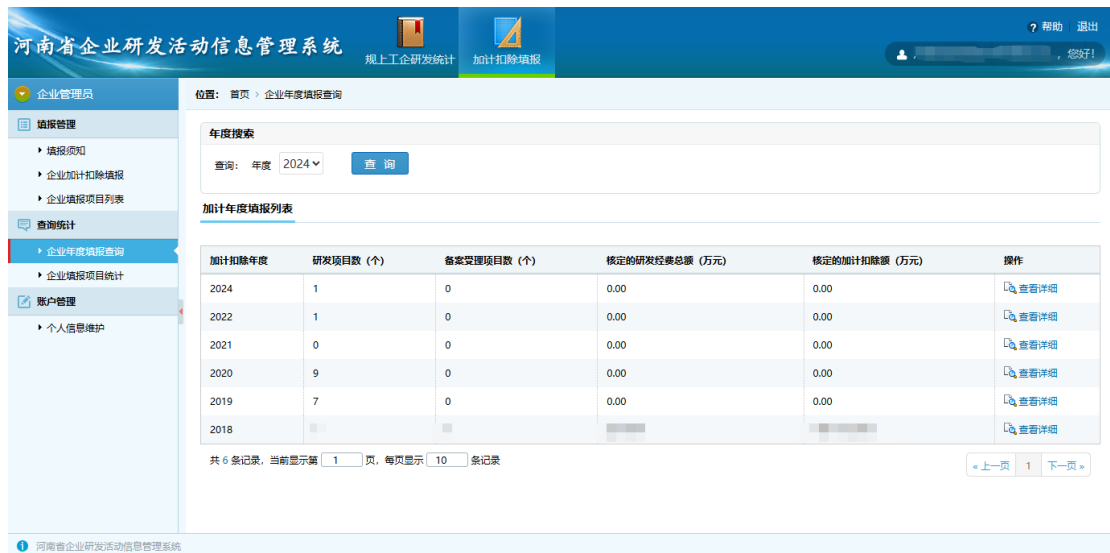 河南省企业研发活动信息管理系统
规上工企研发统计
加计扣除填报
帮助 退出
, 您好!
企业管理员
位置： 首页 > 企业年度填报查询
填报管理
填报须知
企业加计扣除填报
企业填报项目列表
查询统计
企业年度填报查询
企业填报项目统计
账户管理
个人信息维护
年度搜索
查询： 年度 2024 查 询
加计年度填报列表
加计扣除年度 研发项目数（个） 备案受理项目数（个） 核定的研发经费总额（万元） 核定的加计扣除额（万元） 操作
2024 1 0 0.00 0.00 查看详细
2022 1 0 0.00 0.00 查看详细
2021 0 0 0.00 0.00 查看详细
2020 9 0 0.00 0.00 查看详细
2019 7 0 0.00 0.00 查看详细
2018 查看详细
共 6 条记录，当前显示第 1 页，每页显示 10 条记录
« 上一页 1 下一页 »
河南省企业研发活动信息管理系统